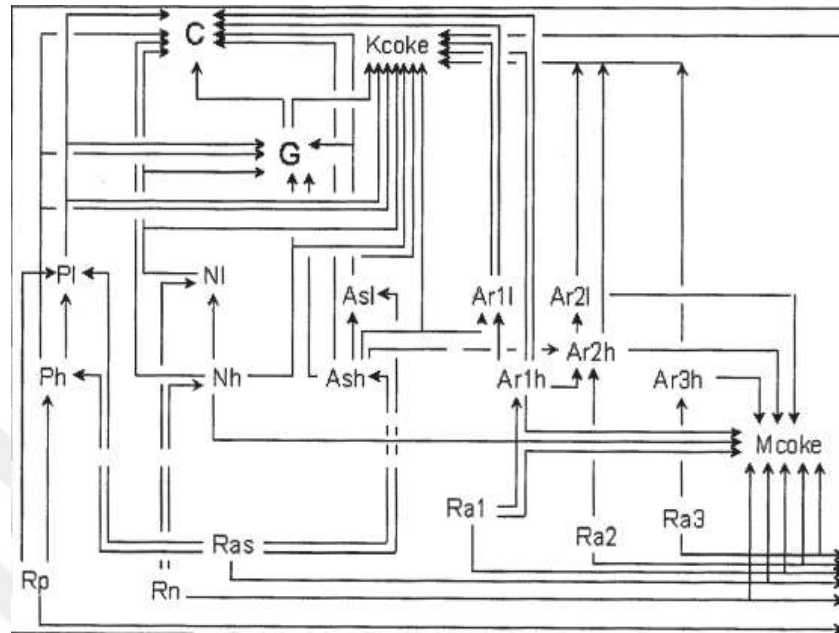 C
Kcoke
G
Pl
Nl
Asl
Ar1l
Ar2l
Ph
Nh
Ash
Ar1h
Ar2h
Ar3h
Mcoke
Ra1
Ra2
Ra3
Ras
Rp
Rn